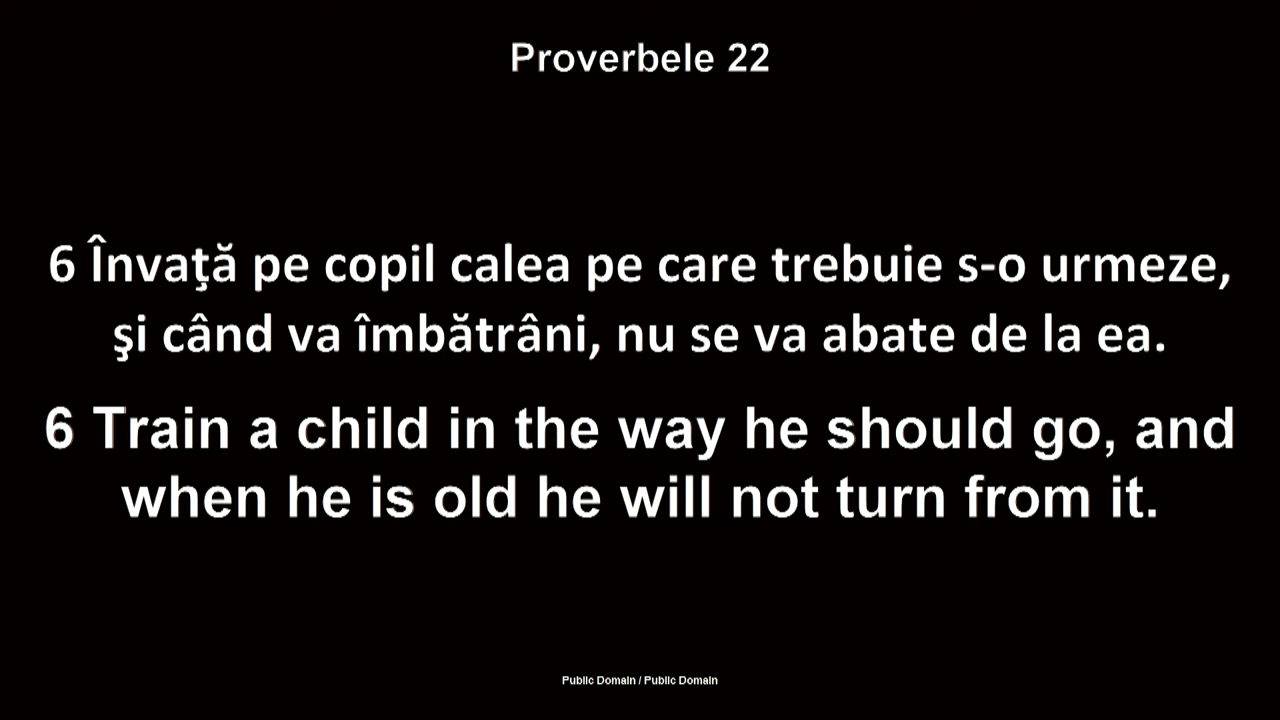 Proverbele 22
6 Învaţă pe copil calea pe care trebuie s-o urmeze,
şi când va îmbătrâni, nu se va abate de la ea.
6 Train a child in the way he should go, and
when he is old he will not turn from it.
Public Domain / Public Domain